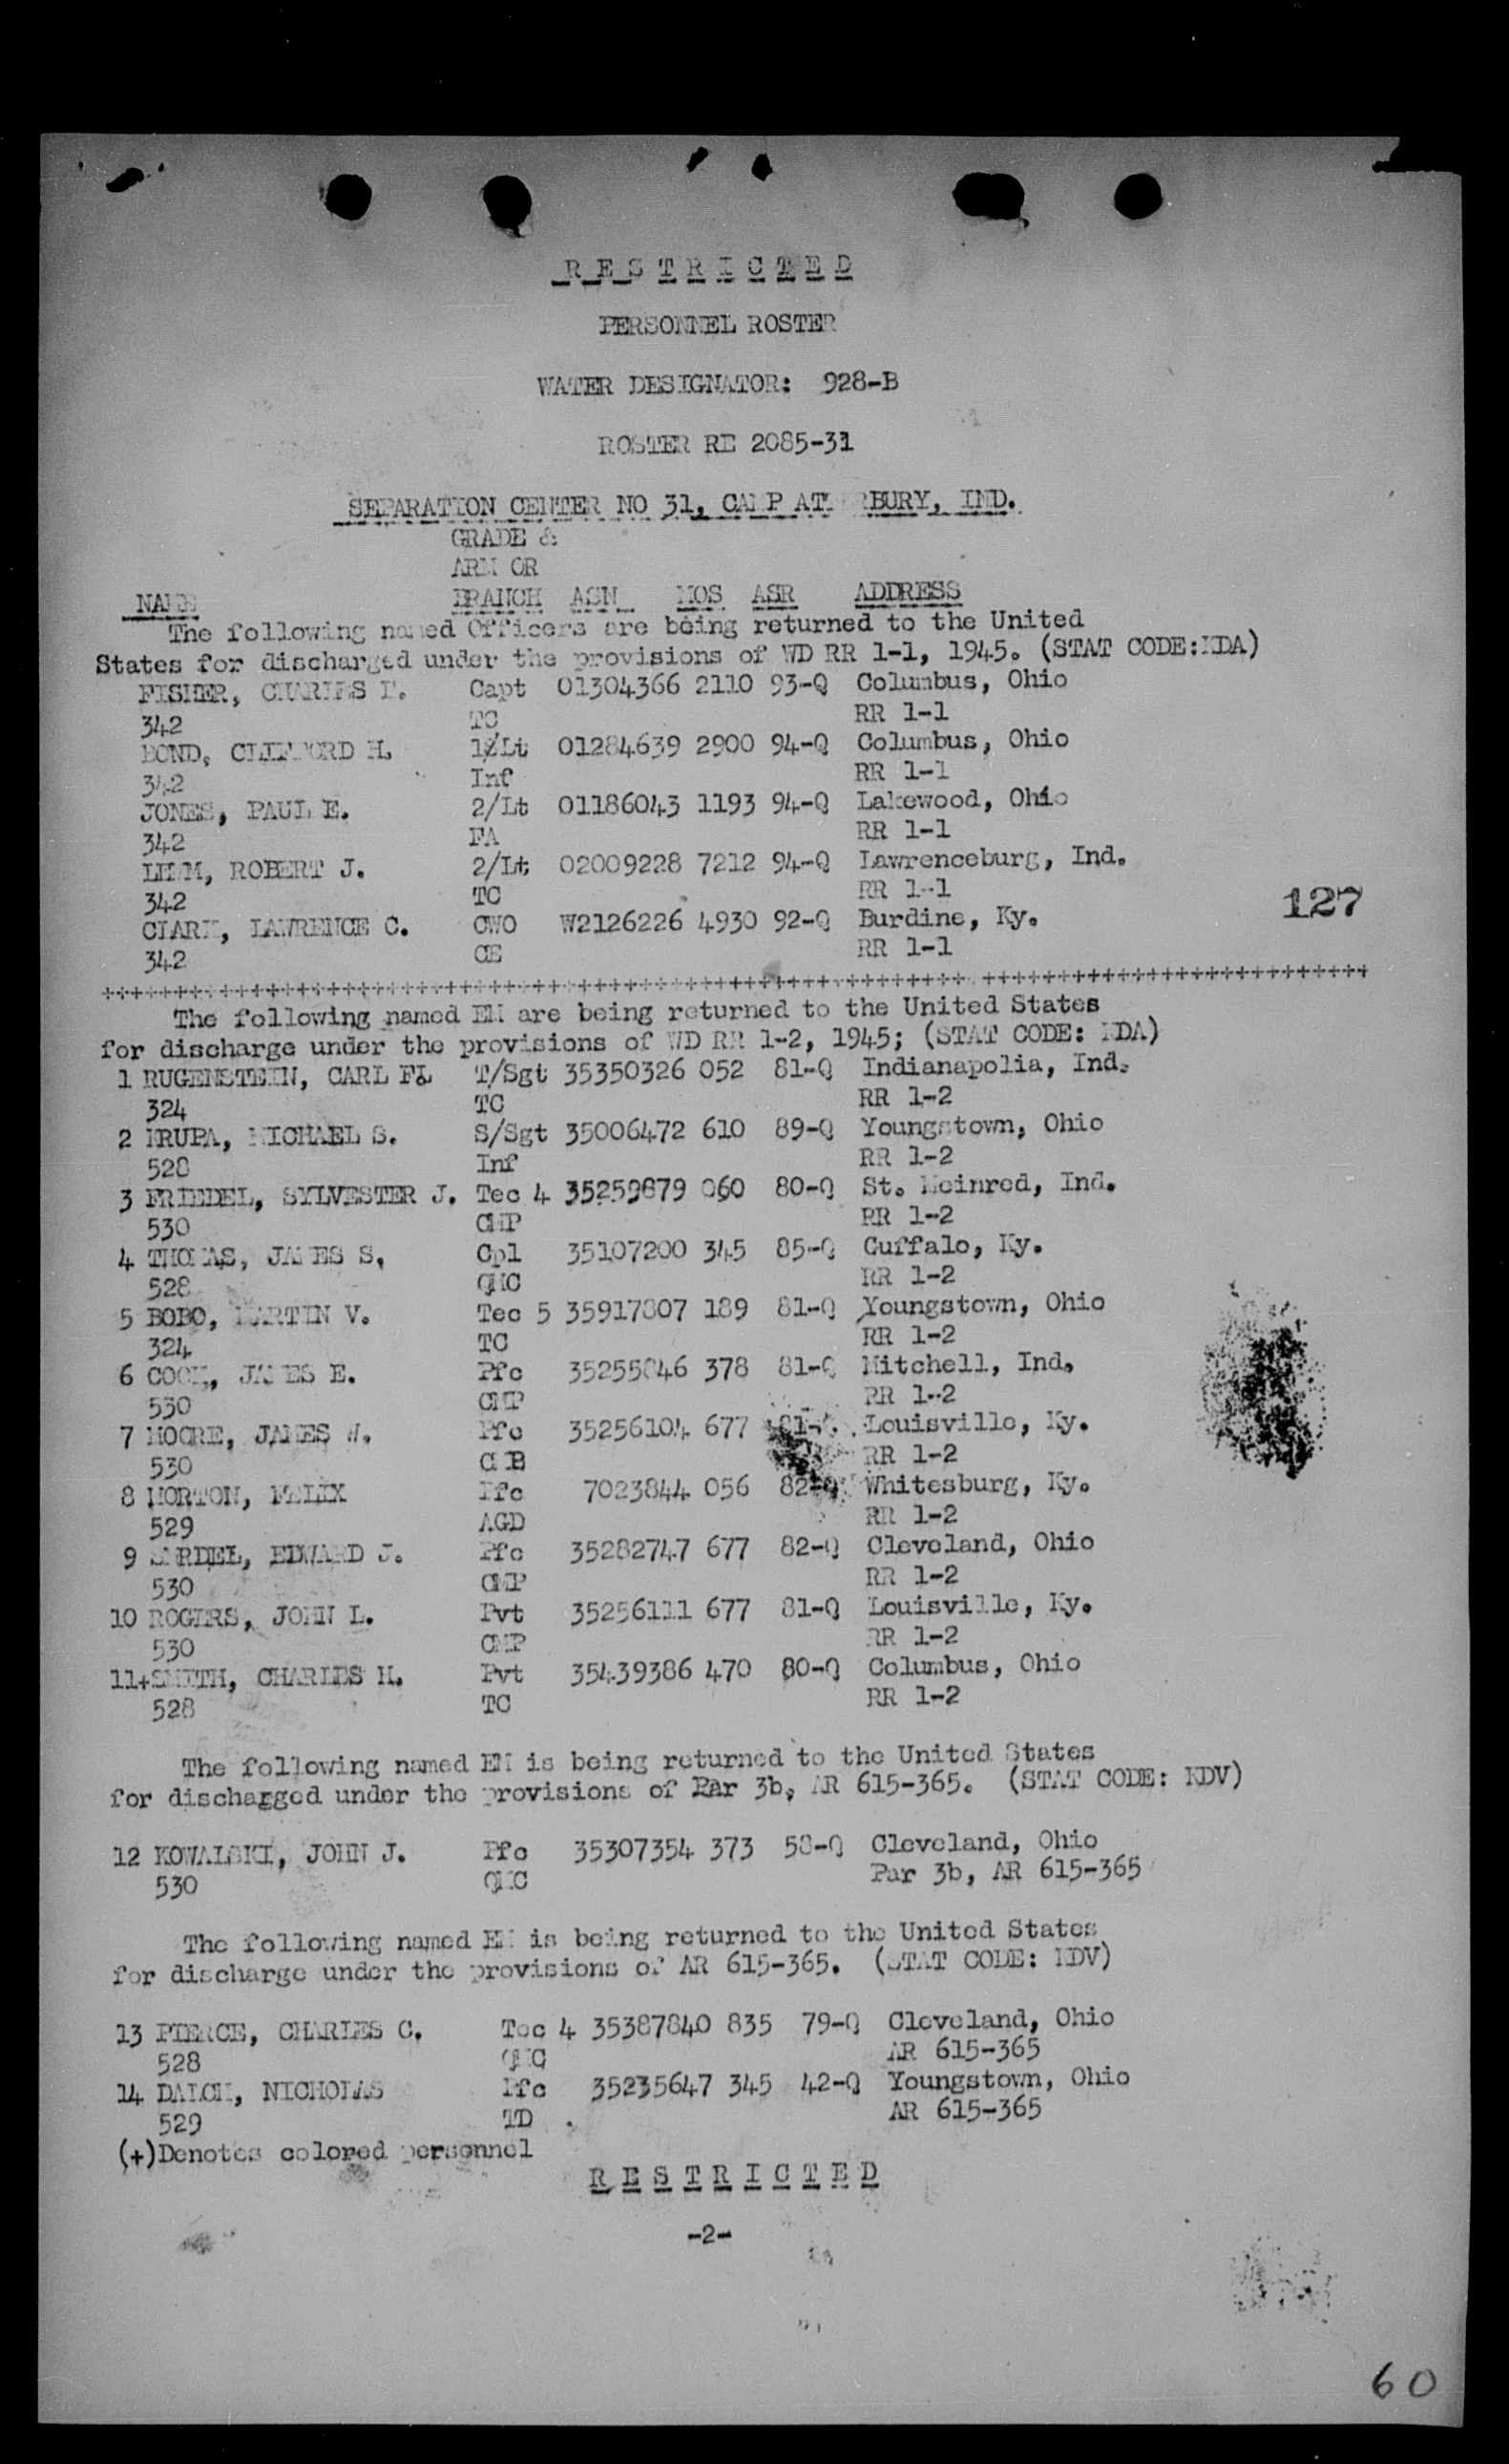 R E S T R I C T E D
PERSONNEL ROSTER
WATER DESIGNATOR: 928-B
ROSTER RE 2085-31
SEPARATION CENTER NO 31, CAMP AT RBURY, IND.
GRADE &
ARM OR
NAME BRANCH ASN MOS ASR ADDRESS
The following named Officers are being returned to the United
States for discharged under the provisions of WD RR 1-1, 1945. (STAT CODE:KDA)
FISHER, CHARLES Capt 01304366 2110 93-Q Columbus, Ohio
342 TC RR 1-1
BOND, CLIFFORD H. 1/Lt 01284639 2900 94-Q Columbus, Ohio
342 Inf RR 1-1
JONES, PAUL E. 2/Lt 01186043 1193 94-Q Lakewood, Ohio
342 FA RR 1-1
ROBERT J. 2/Lt 02009228 7212 94-Q Lawrenceburg, Ind.
342 TC RR 1-1
CLARK, LAWRENCE C. CWO W2126226 4930 92-Q Burdine, Ky.
342 CE RR 1-1
127
++++++++++++++++++++++++++++++++++++++++++++++++++++++++++++++++++++++++++++++++
The following named EM are being returned to the United States
for discharge under the provisions of WD RR 1-2, 1945; (STAT CODE: KDA)
1 RUGENSTEIN, CARL FL T/Sgt 35350326 052 81-Q Indianapolia, Ind.
324 TC RR 1-2
2 KRUPA, MICHAEL S. S/Sgt 35006472 610 89-Q Youngstown, Ohio
528 Inf RR 1-2
3 FRIEDEL, SYLVESTER J. Tec 4 35259879 060 80-Q St. Meinred, Ind.
530 CMP RR 1-2
4 THOMAS, JAMES S, Cpl 35107200 345 85-Q Guffalo, Ky.
528 QMC RR 1-2
5 BOBO, MARTIN V. Tec 5 35917807 189 81-Q Youngstown, Ohio
324 TC RR 1-2
6 COOK, JAMES E. Pfc 35255846 378 81-Q Mitchell, Ind,
530 CMP RR 1-2
7 MOORE, JAMES W. Pfc 35256104 677 81- Louisville, Ky.
530 RR 1-2
8 HORTON, FELIX Pfc 7023844 056 82-Q Whitesburg, Ky.
529 AGD RR 1-2
9 EDWARD J. Pfc 35282747 677 82-Q Cleveland, Ohio
530 CMP RR 1-2
10 ROGERS, JOHN L. Pvt 35256111 677 81-Q Louisville, Ky.
530 CMP RR 1-2
11+SMITH, CHARLES H. Pvt 35439386 470 80-Q Columbus, Ohio
528 TC RR 1-2
The following named EM is being returned to the United States
for dischagged under the provisions of Par 3b, AR 615-365. (STAT CODE: KDV)
12 KOWALSKI, JOHN J. Pfc 35307354 373 58-Q Cleveland, Ohio
530 QMC Par 3b, AR 615-365
The following named EM is being returned to the United States
for discharge under the provisions of AR 615-365. (STAT CODE: KDV)
13 PIERCE, CHARLES C. Tec 4 35387840 835 79-Q Cleveland, Ohio
528 QMC AR 615-365
14 NICHOLAS Pfc 35235647 345 42-Q Youngstown, Ohio
529 TD AR 615-365
(+)Denotes colored personnel
R E S T R I C T E D
-2-
60